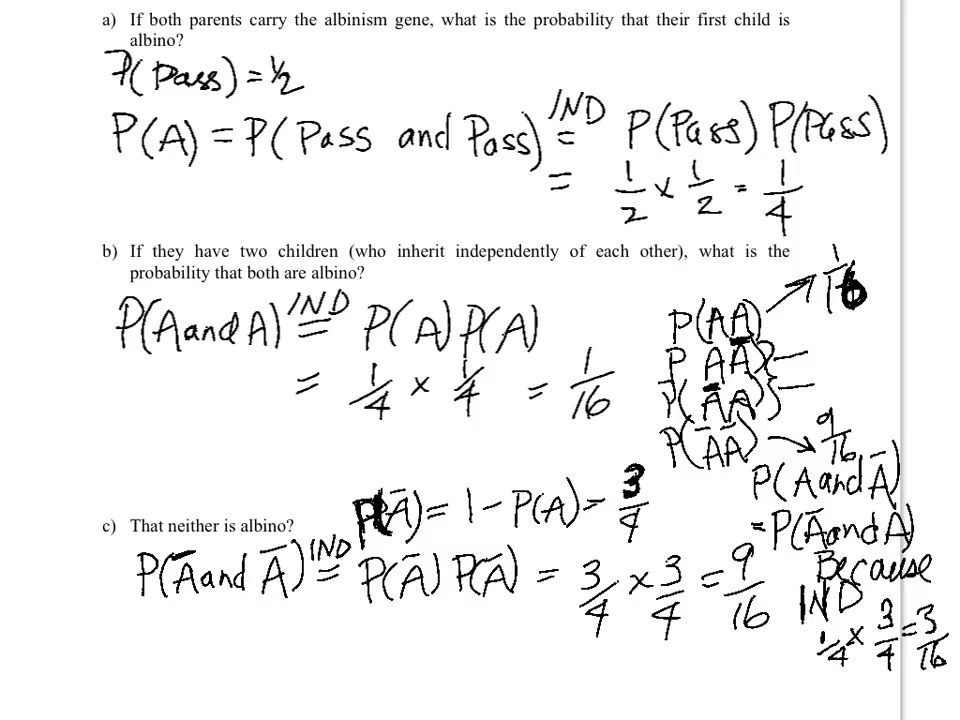 a) If both parents carry the albinism gene, what is the probability that their first child is
albino?
P(Pass) = 1/2
P(A) = P(Pass and Pass) IND = P(Pass) P(Pass)
= 1/2 x 1/2 = 1/4
b) If they have two children (who inherit independently of each other), what is the
probability that both are albino?
P(A and A) IND = P(A) P(A)
= 1/4 x 1/4 = 1/16
P(AA) → 1/16
P AĀ } —
P(ĀA) } —
P(ĀĀ) → 9/16
P(A and Ā)
= P(Ā and A)
Because
IND
1/4 x 3/4 = 3/16
P(Ā) = 1 - P(A) = 3/4
c) That neither is albino?
P(Ā and Ā) IND = P(Ā) P(Ā) = 3/4 x 3/4 = 9/16